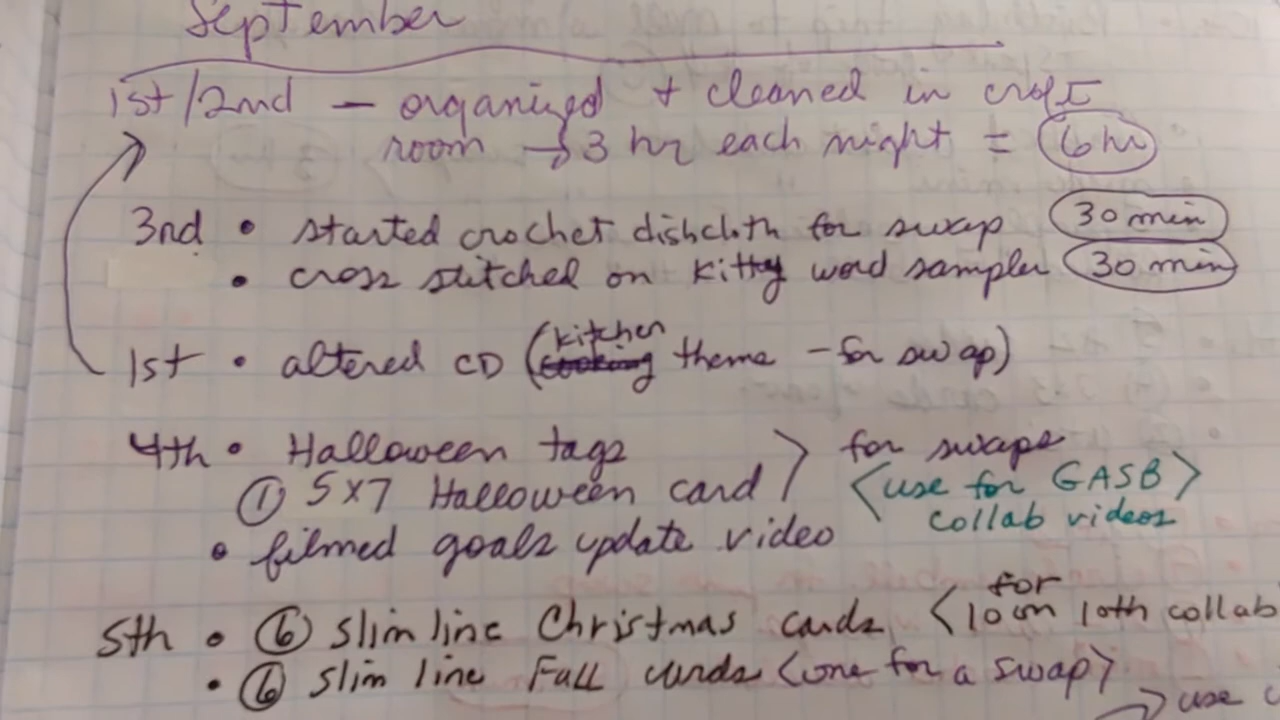 September
1st/2nd — organized + cleaned in craft
room → 3 hr each night = 6 hr
3rd • started crochet dishcloth for swap 30 min
• cross stitched on Kitty word sampler 30 min
kitchen
1st • altered CD (cooking theme - for swap)
4th • Halloween tags > for swaps
① 5x7 Halloween card <use for GASB>
collab videos
• filmed goals update video
for
5th • ⑥ slim line Christmas cards <10 on 10th collab
• ⑥ slim line Fall cards <one for a swap>
→ use